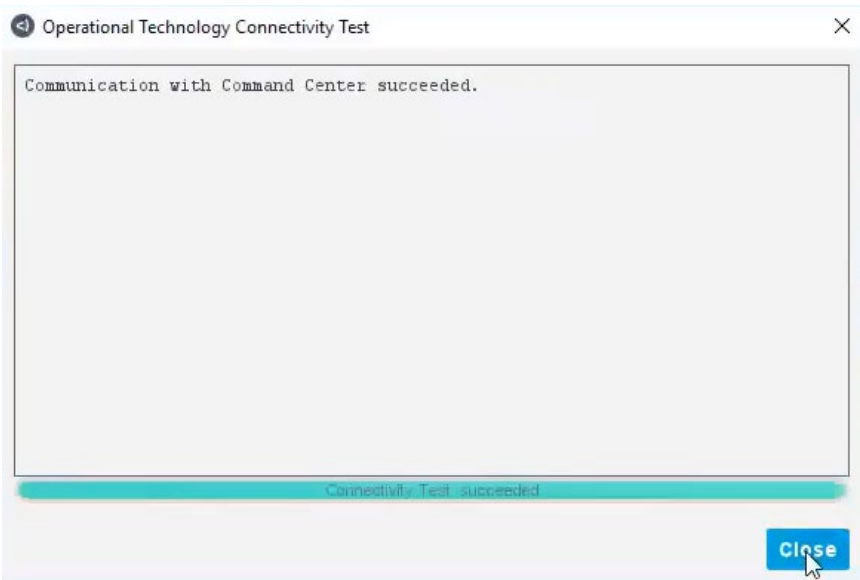 Operational Technology Connectivity Test
Communication with Command Center succeeded.
Connectivity Test succeeded
Close